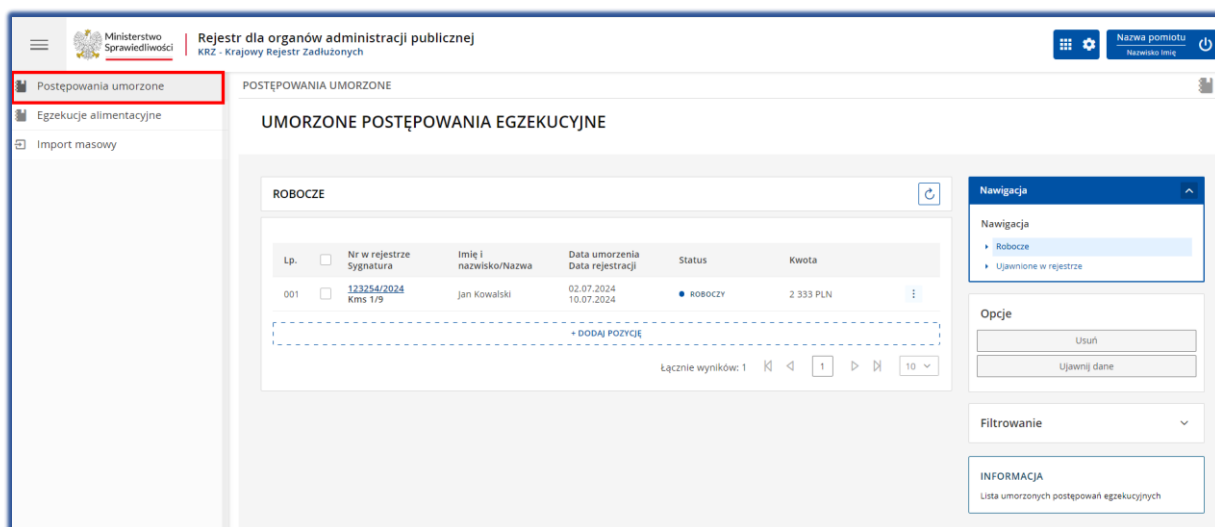 Ministerstwo
Sprawiedliwości
Rejestr dla organów administracji publicznej
KRZ - Krajowy Rejestr Zadłużonych
Nazwa pomiotu
Nazwisko Imię
Postępowania umorzone
Egzekucje alimentacyjne
Import masowy
POSTĘPOWANIA UMORZONE
UMORZONE POSTĘPOWANIA EGZEKUCYJNE
ROBOCZE
Lp.
Nr w rejestrze
Sygnatura
Imię i
nazwisko/Nazwa
Data umorzenia
Data rejestracji
Status
Kwota
001
123254/2024
Kms 1/9
Jan Kowalski
02.07.2024
10.07.2024
ROBOCZY
2 333 PLN
+ DODAJ POZYCJĘ
Łącznie wyników: 1
1
10
Nawigacja
Nawigacja
Robocze
Ujawnione w rejestrze
Opcje
Usuń
Ujawnij dane
Filtrowanie
INFORMACJA
Lista umorzonych postępowań egzekucyjnych